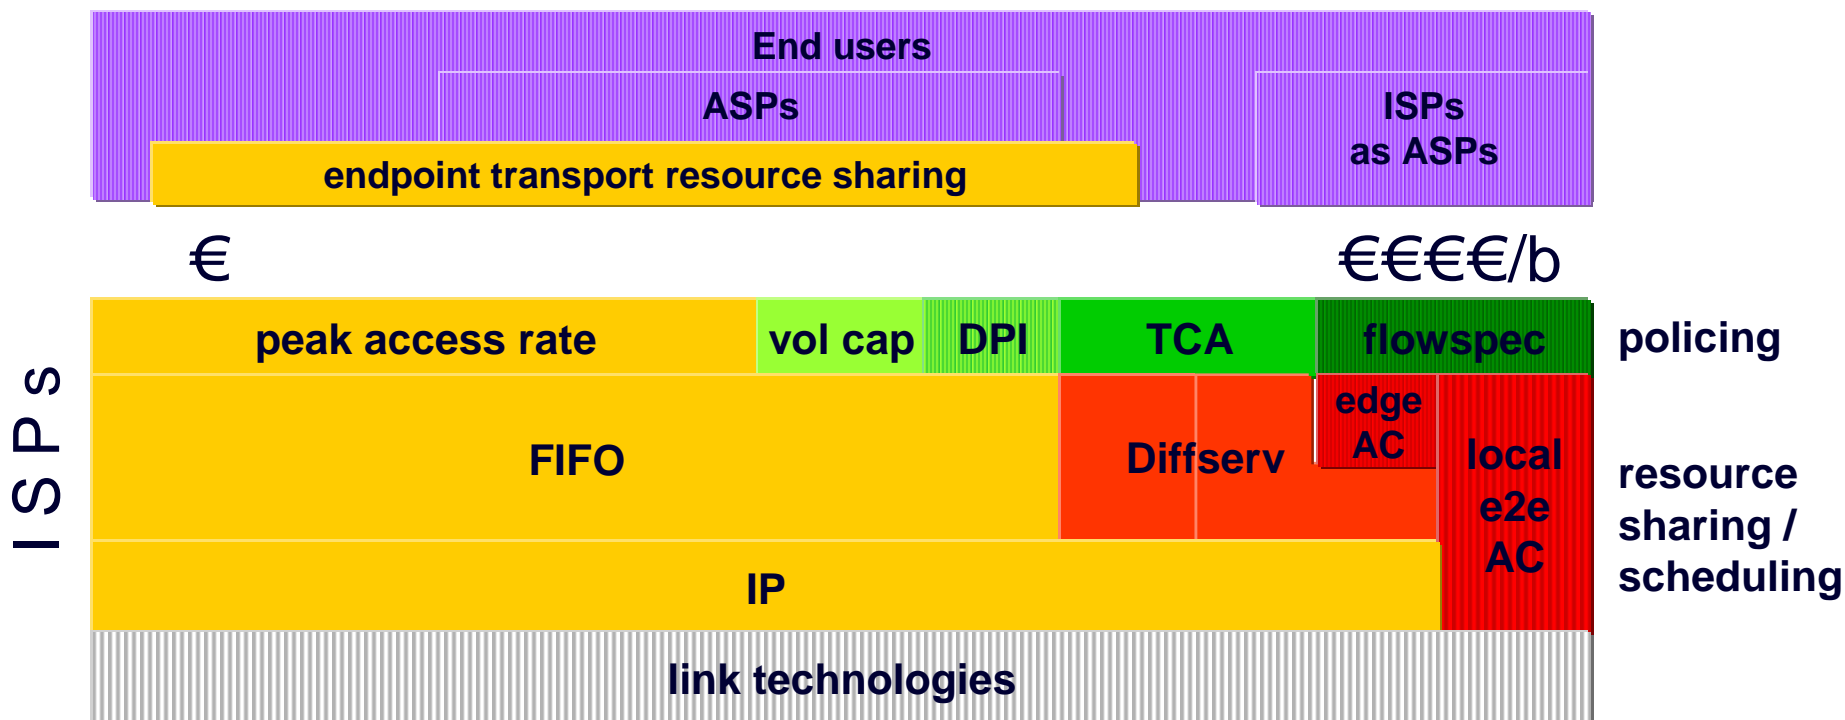 End users
ASPs
ISPs
as ASPs
endpoint transport resource sharing
€
€€€€/b
ISPs
peak access rate
vol cap
DPI
TCA
flowspec
policing
FIFO
Diffserv
edge
AC
local
e2e
AC
resource
sharing /
scheduling
IP
link technologies